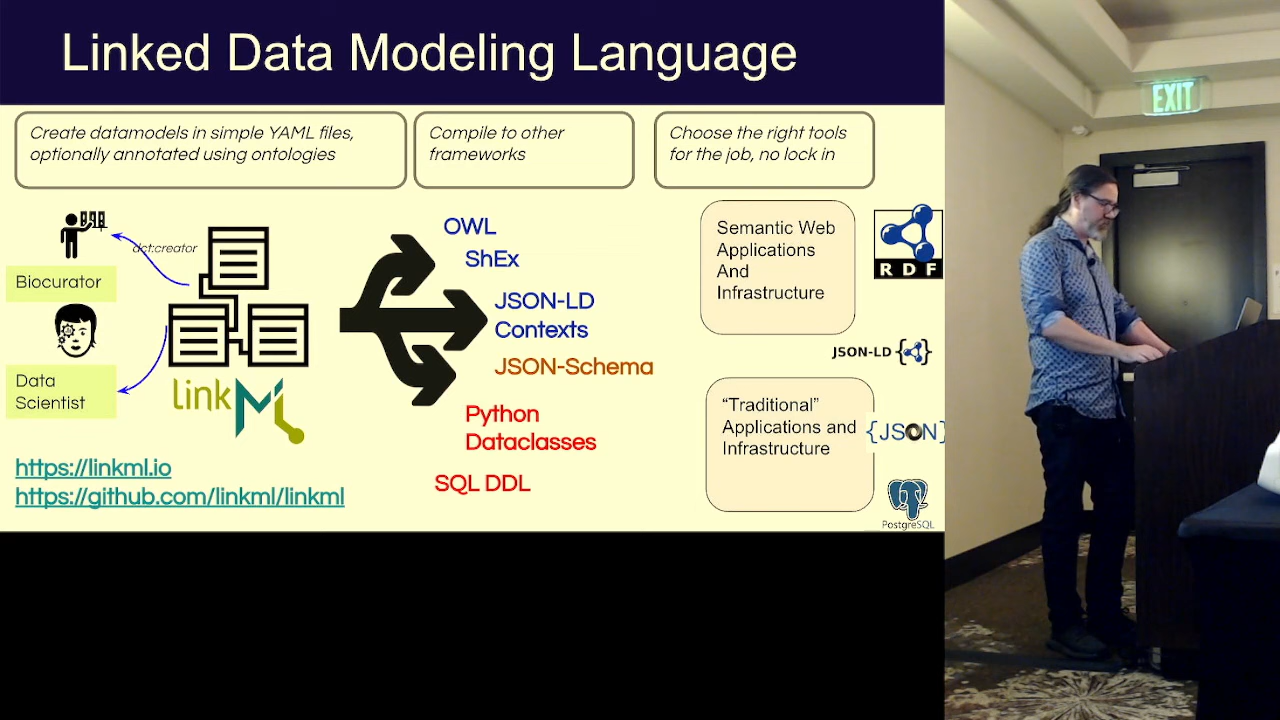 Linked Data Modeling Language
Create datamodels in simple YAML files,
optionally annotated using ontologies
Compile to other
frameworks
Choose the right tools
for the job, no lock in
dct:creator
Biocurator
Data
Scientist
linkML
https://linkml.io
https://github.com/linkml/linkml
OWL
ShEx
JSON-LD
Contexts
JSON-Schema
Python
Dataclasses
SQL DDL
Semantic Web
Applications
And
Infrastructure
RDF
JSON-LD {}
“Traditional”
Applications and
Infrastructure
{JSON}
PostgreSQL
EXIT